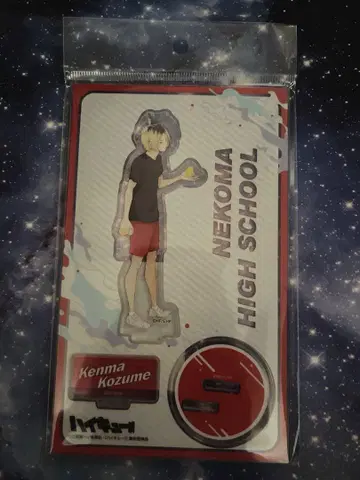 NEKOMA
HIGH SCHOOL
Kenma
Kozume
ハイキュー!!